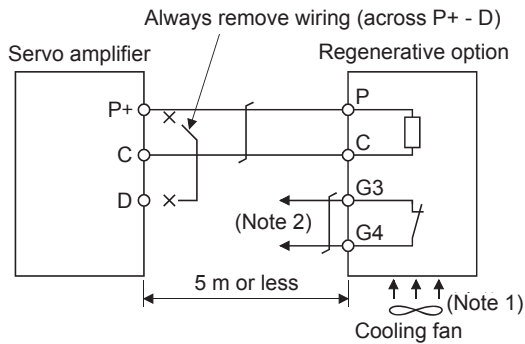 Always remove wiring (across P+ - D)
Servo amplifier
Regenerative option
P+
P
C
C
D
G3
(Note 2)
G4
5 m or less
(Note 1)
Cooling fan